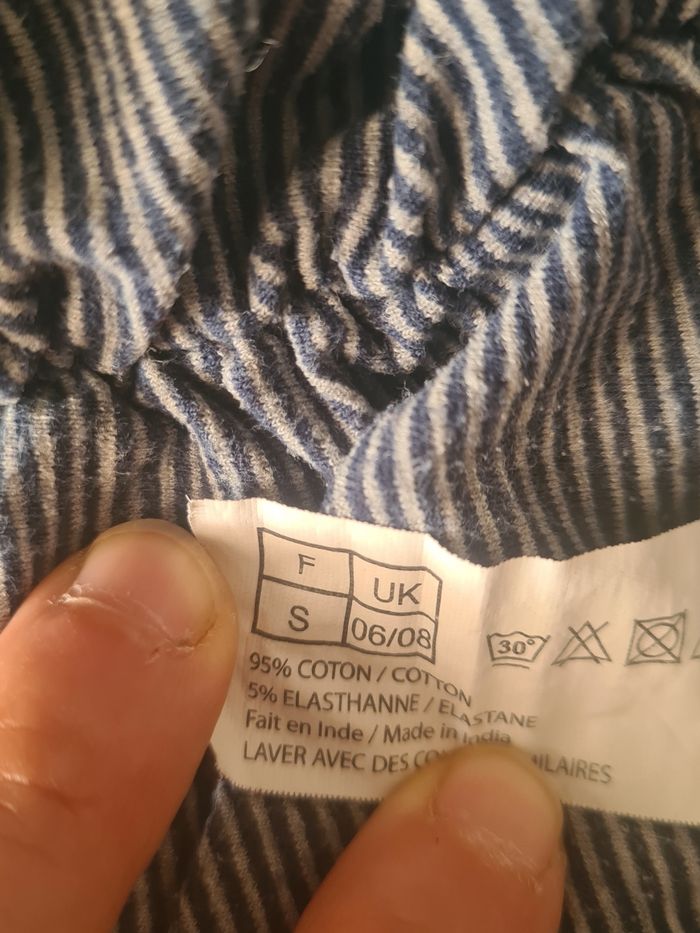 F UK
S 06/08
30°
95% COTON / COTTON
5% ELASTHANNE / ELASTANE
Fait en Inde / Made in India
LAVER AVEC DES